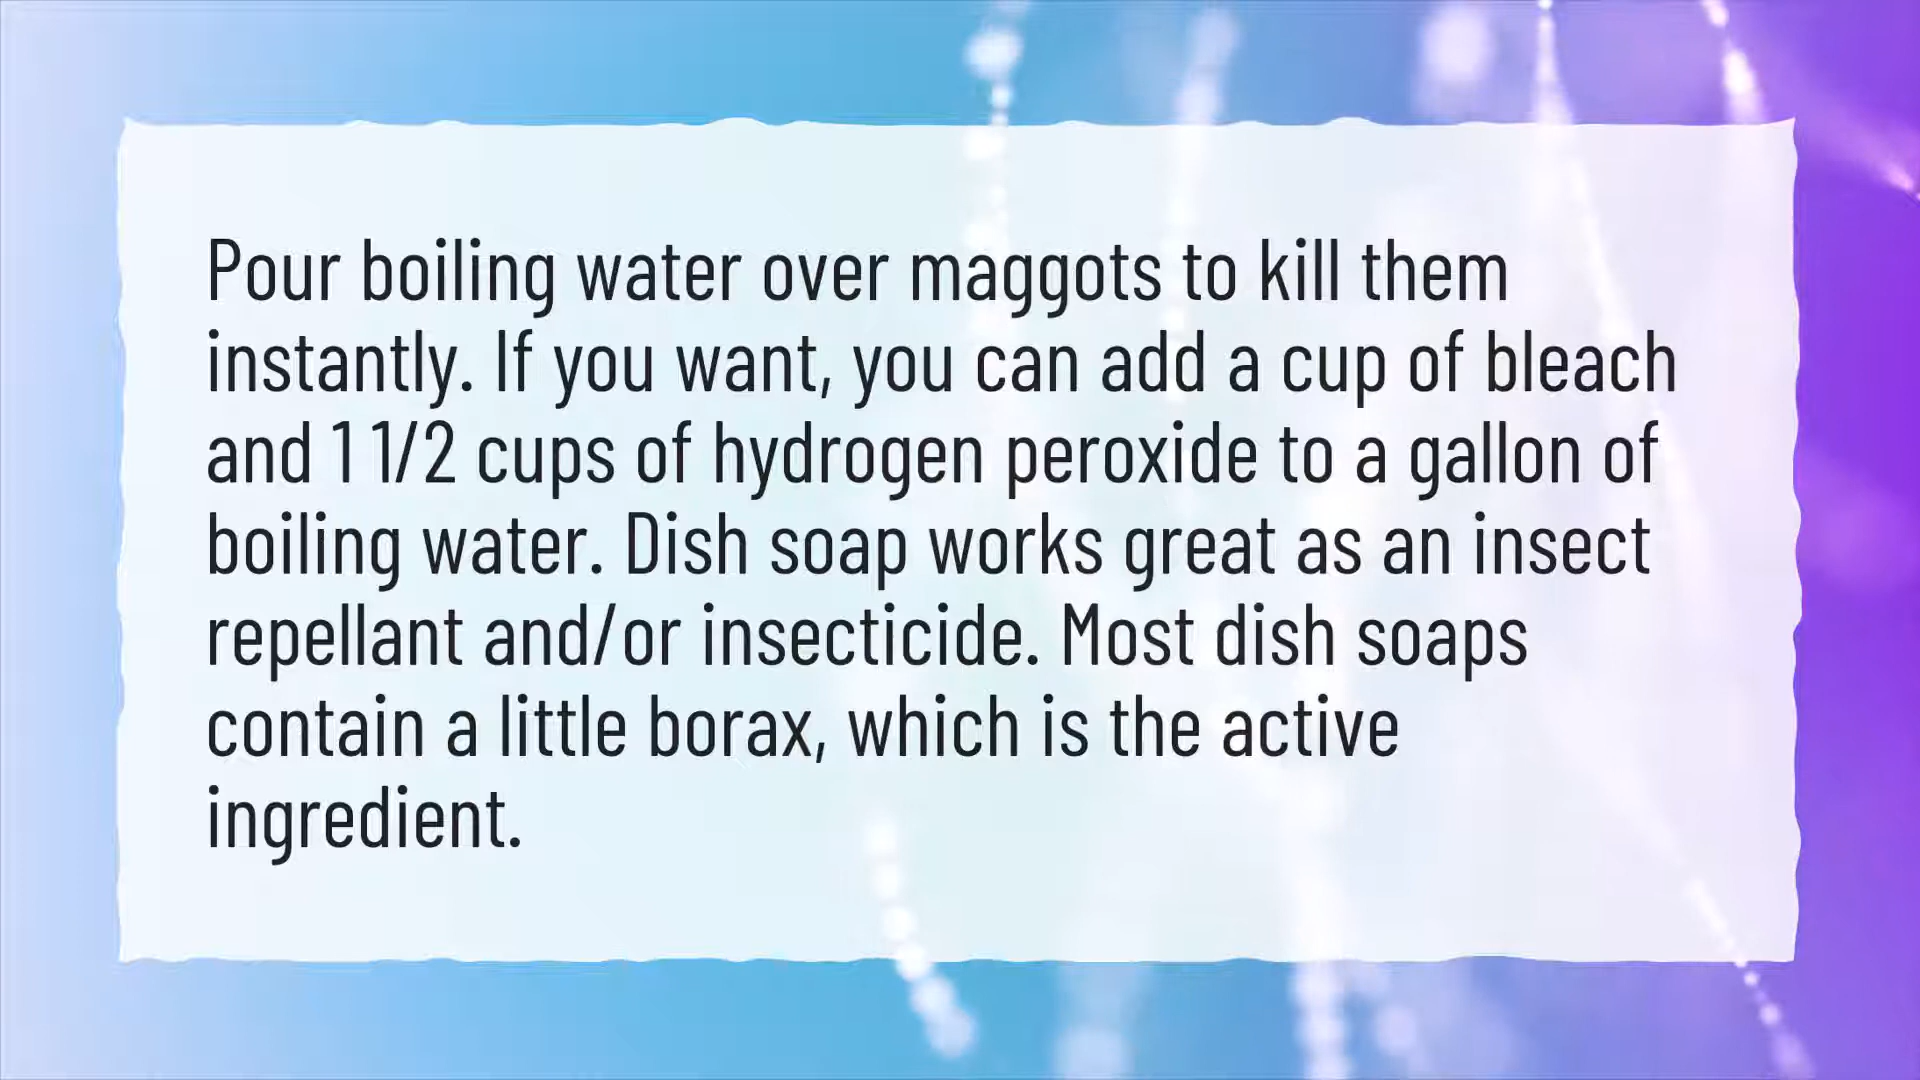 Pour boiling water over maggots to kill them
instantly. If you want, you can add a cup of bleach
and 1 1/2 cups of hydrogen peroxide to a gallon of
boiling water. Dish soap works great as an insect
repellant and/or insecticide. Most dish soaps
contain a little borax, which is the active
ingredient.